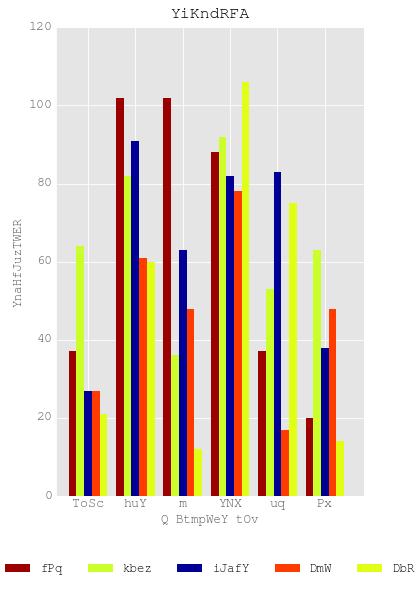 YiKndRFA
120
100
80
60
40
20
0
YnaHfJuzTWER
ToSc huY m YNX uq Px
Q BtmpWeY tOv
fPq kbez iJafY DmW DbR